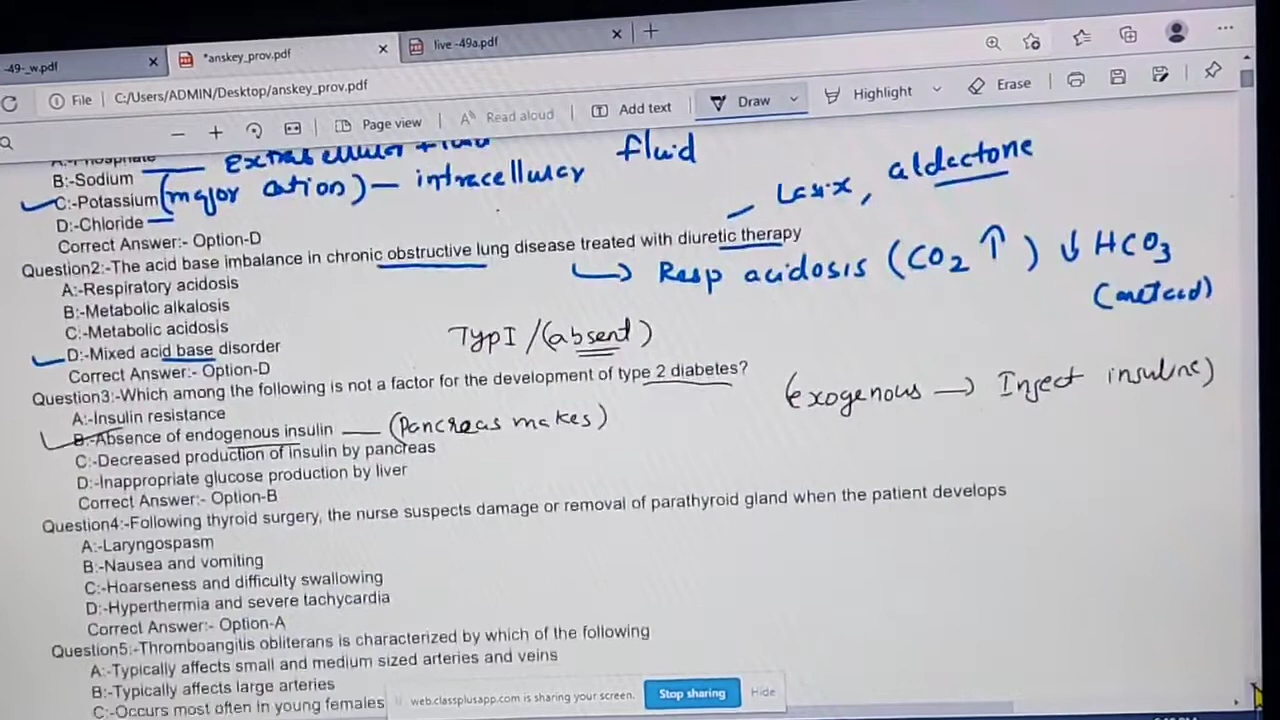 -49-_w.pdf
*anskey_prov.pdf
live -49a.pdf
File C:/Users/ADMIN/Desktop/anskey_prov.pdf
Page view Read aloud Add text Draw Highlight Erase
A:-Phosphate
Extracellular fluid
B:-Sodium
C:-Potassium (major cation) — intracellular fluid
D:-Chloride
Correct Answer:- Option-D
Lasix, aldactone
Question2:-The acid base imbalance in chronic obstructive lung disease treated with diuretic therapy
Resp acidosis (CO2 ↑) ↓ HCO3
A:-Respiratory acidosis
B:-Metabolic alkalosis
C:-Metabolic acidosis
D:-Mixed acid base disorder
Correct Answer:- Option-D
TypI / (absent)
Question3:-Which among the following is not a factor for the development of type 2 diabetes?
(exogenous → Inject insuline)
A:-Insulin resistance
B:-Absence of endogenous insulin — (Pancreas makes)
C:-Decreased production of insulin by pancreas
D:-Inappropriate glucose production by liver
Correct Answer:- Option-B
Question4:-Following thyroid surgery, the nurse suspects damage or removal of parathyroid gland when the patient develops
A:-Laryngospasm
B:-Nausea and vomiting
C:-Hoarseness and difficulty swallowing
D:-Hyperthermia and severe tachycardia
Correct Answer:- Option-A
Question5:-Thromboangitis obliterans is characterized by which of the following
A:-Typically affects small and medium sized arteries and veins
B:-Typically affects large arteries
C:-Occurs most often in young females
web.classplusapp.com is sharing your screen. Stop sharing Hide